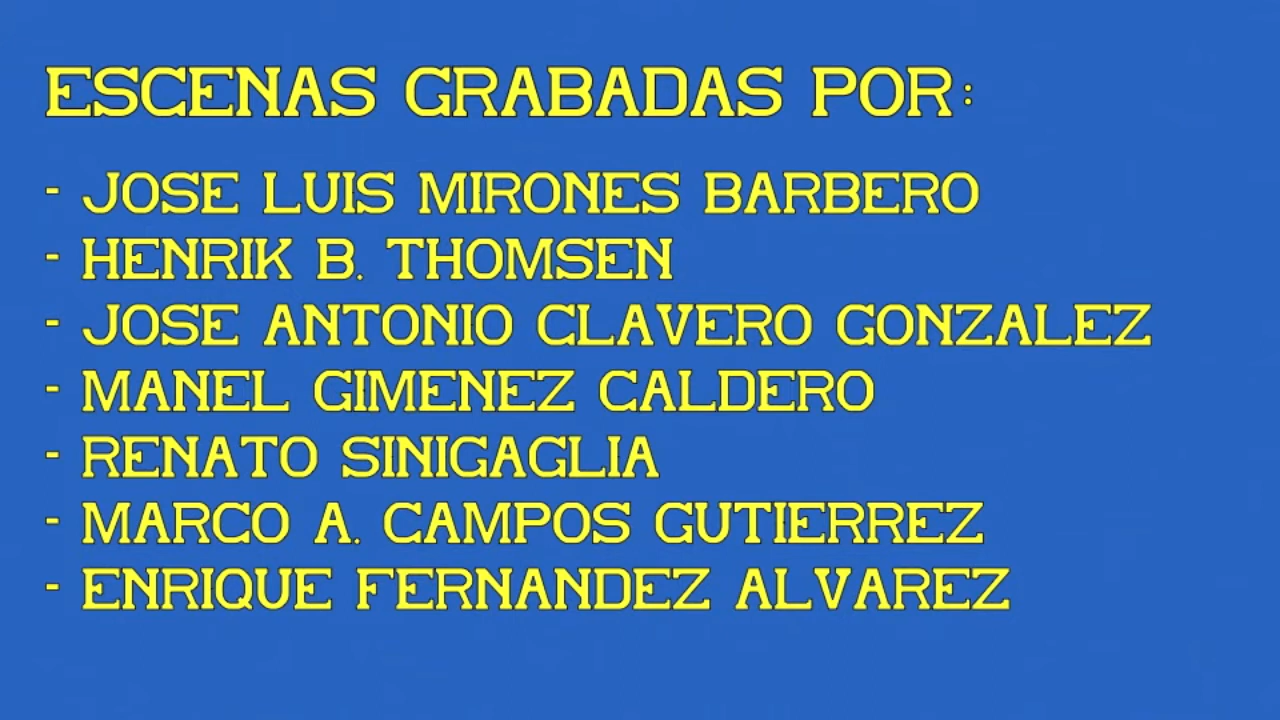 ESCENAS GRABADAS POR:
- JOSE LUIS MIRONES BARBERO
- HENRIK B. THOMSEN
- JOSE ANTONIO CLAVERO GONZALEZ
- MANEL GIMENEZ CALDERO
- RENATO SINIGAGLIA
- MARCO A. CAMPOS GUTIERREZ
- ENRIQUE FERNANDEZ ALVAREZ